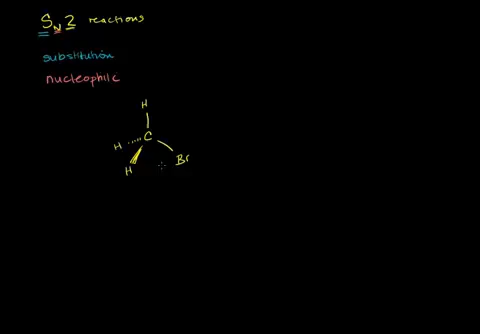 SN2 reactions
substitution
nucleophilic
H
H C
H
Br